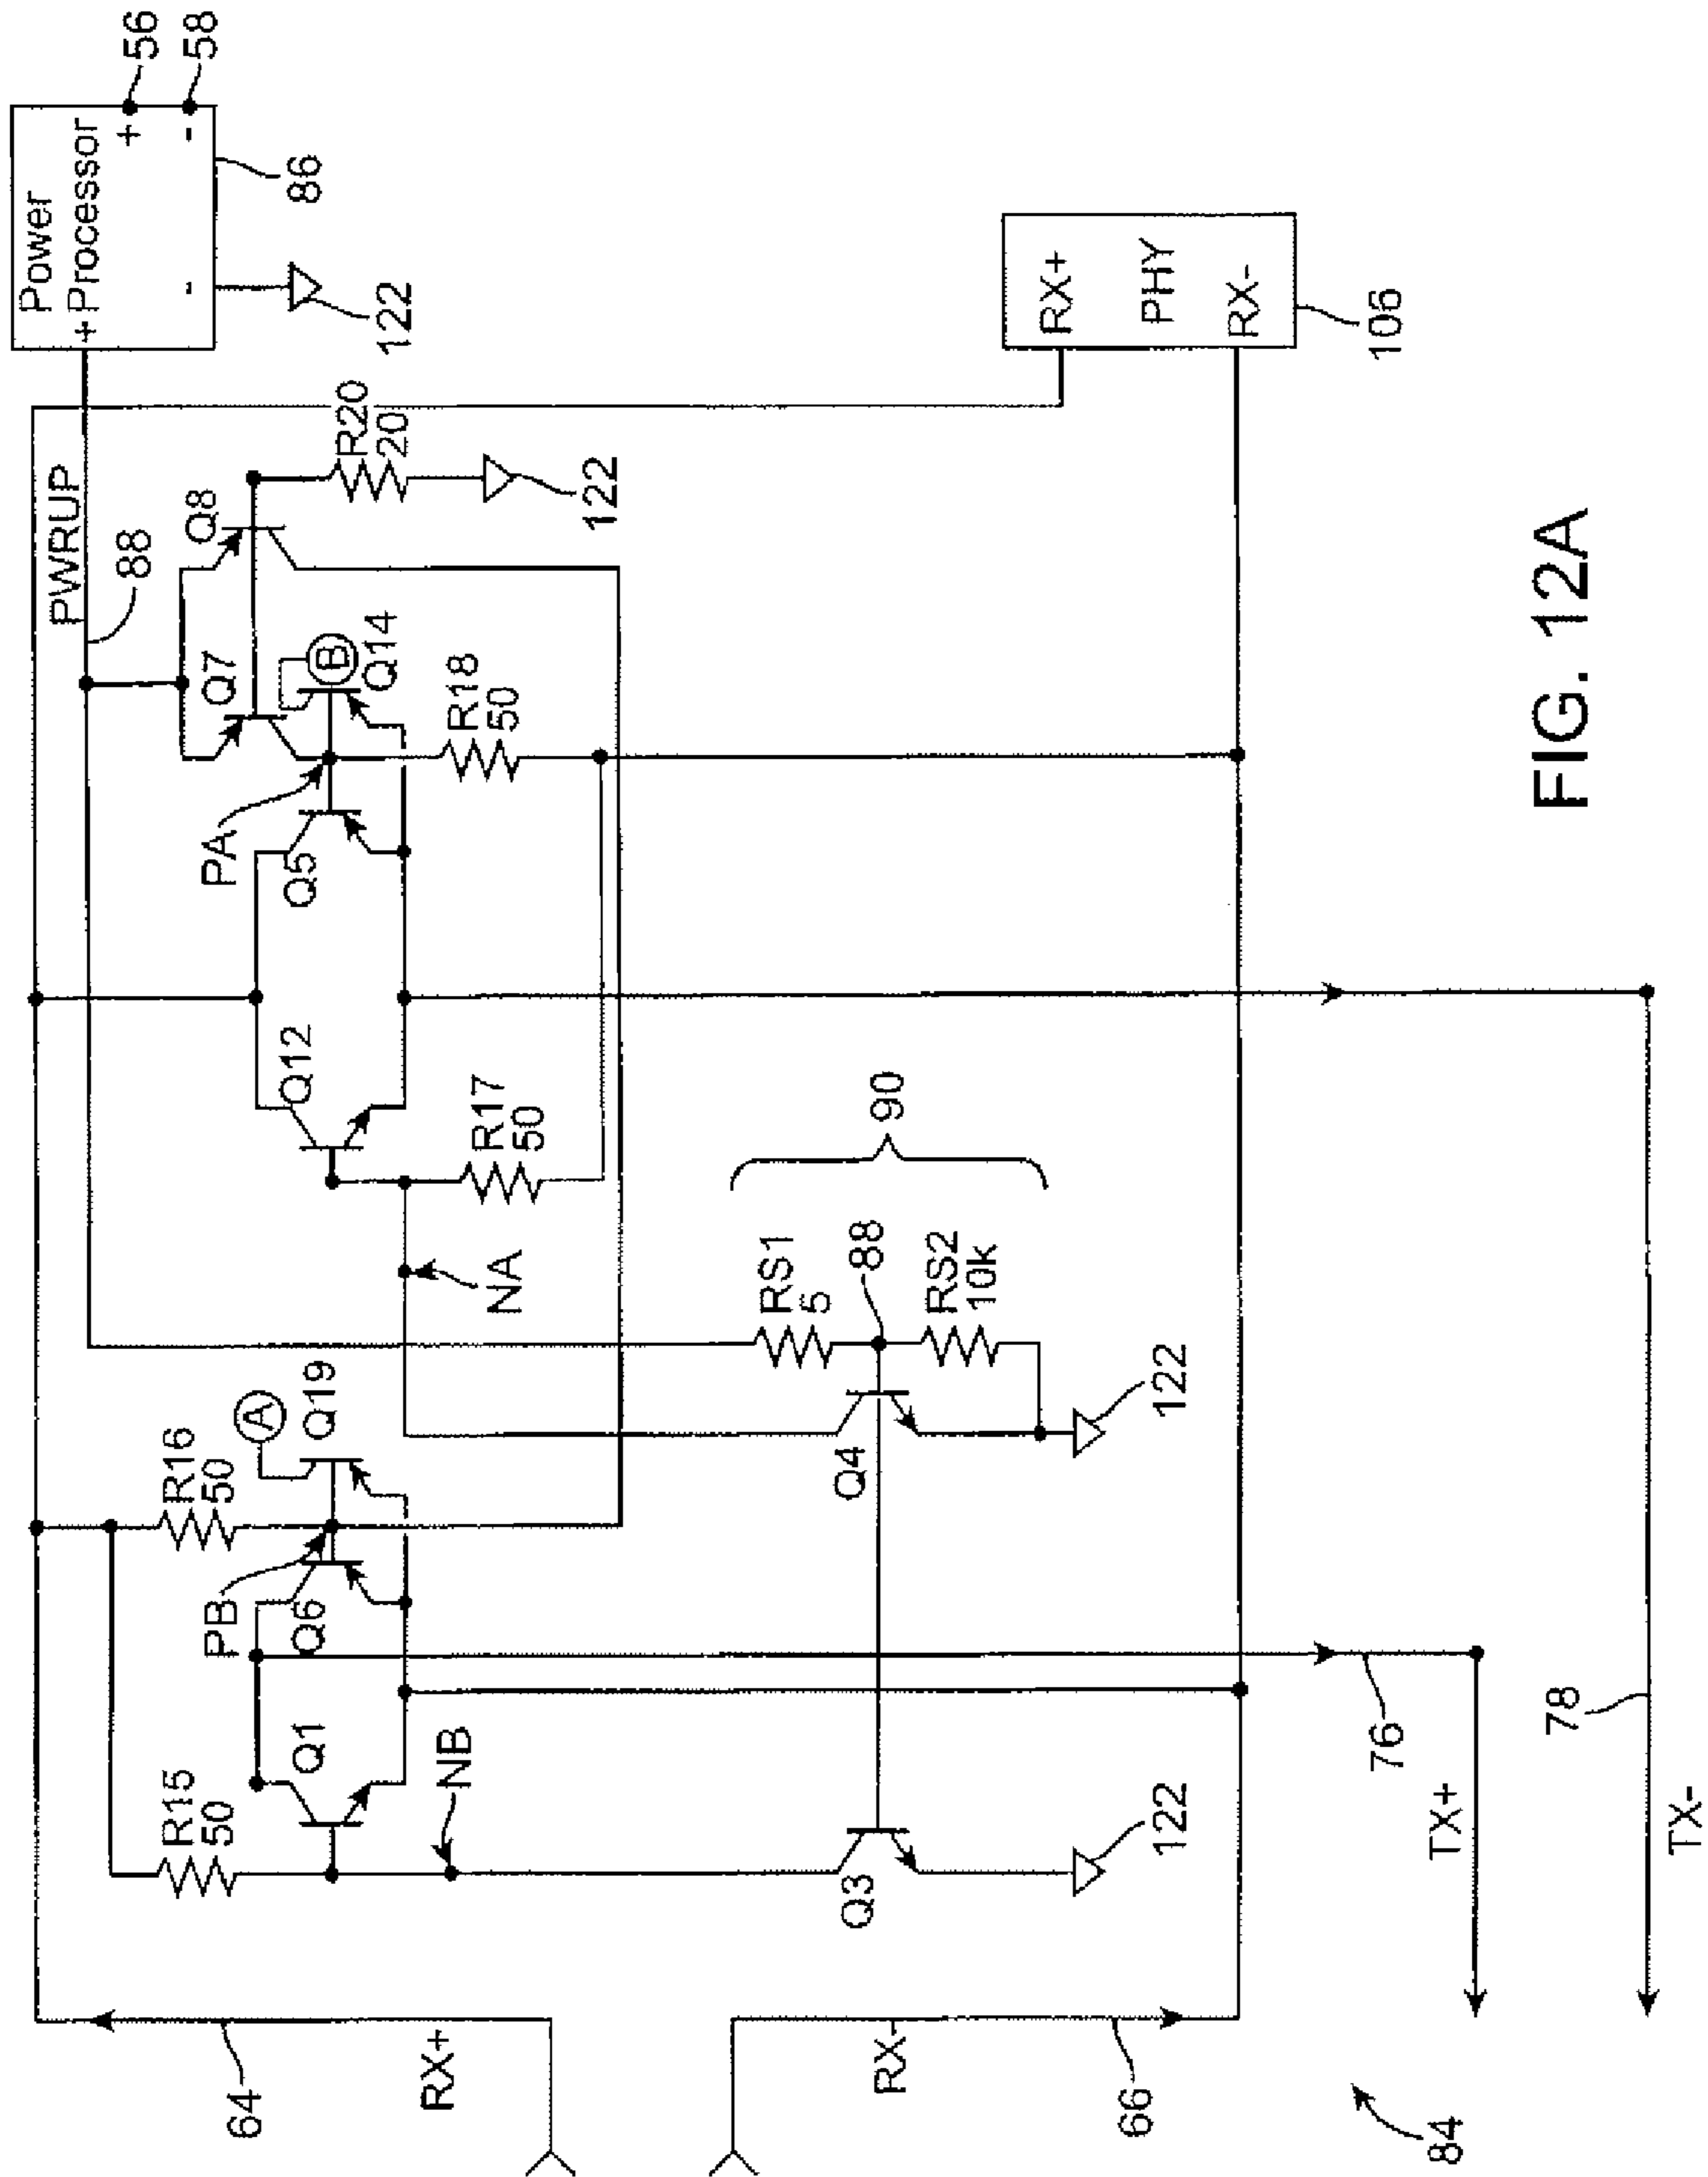 Power
+ Processor
+
-
-
56
58
86
122
PWRUP
88
Q7
Q8
B
Q14
PA
Q5
R18
50
R20
20
122
Q12
R17
50
NA
RX+
PHY
RX-
106
R16
50
A
Q19
PB
Q6
R15
50
Q1
NB
RS1
5
88
RS2
10k
90
Q4
122
Q3
122
64
RX+
RX-
66
76
TX+
78
TX-
84
FIG. 12A